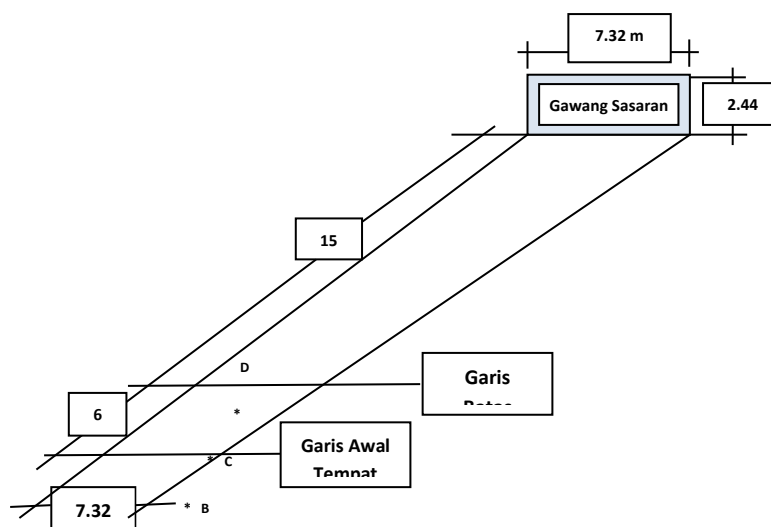 7.32 m
Gawang Sasaran
2.44
15
D
Garis
6
*
Garis Awal
Tempat
* C
7.32
* B